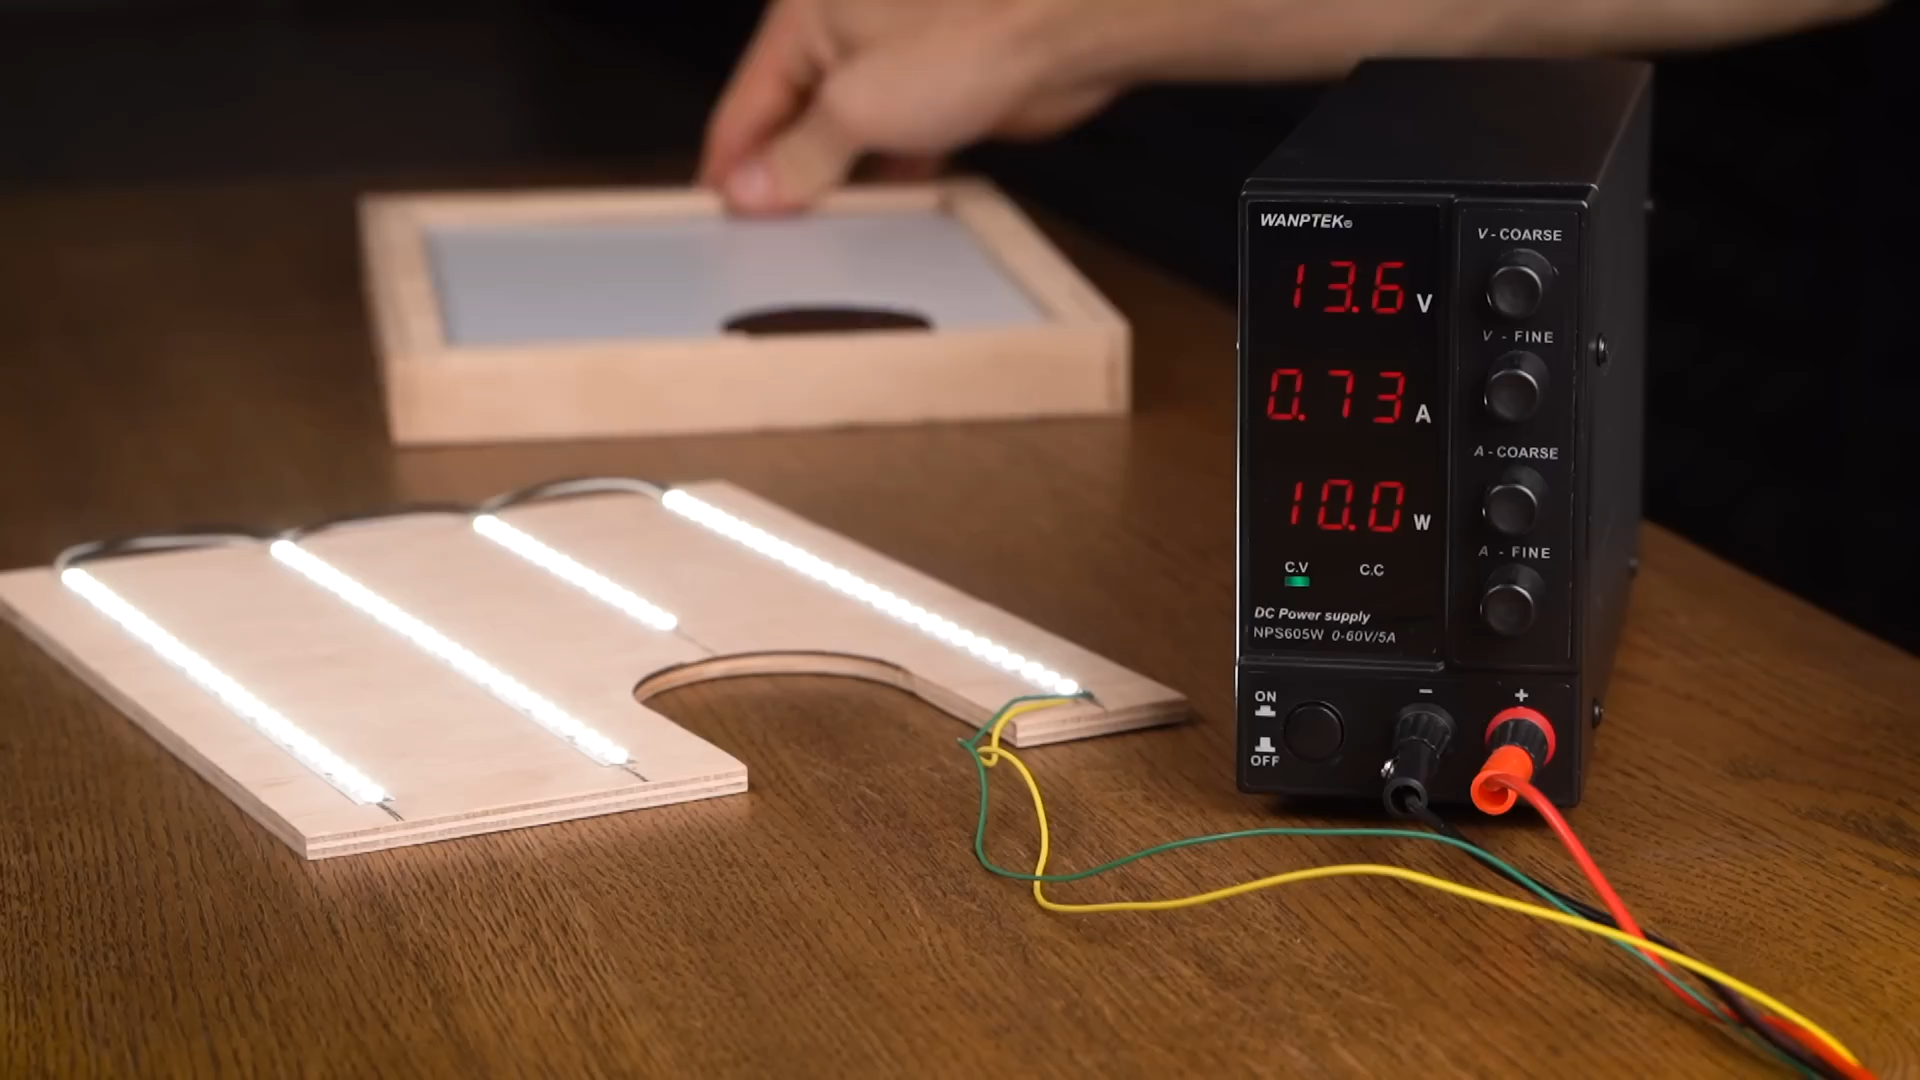 WANPTEK®
V - COARSE
13.6 V
V - FINE
0.73 A
A - COARSE
10.0 W
A - FINE
C.V C.C
DC Power supply
NPS605W 0-60V/5A
ON
OFF
- +